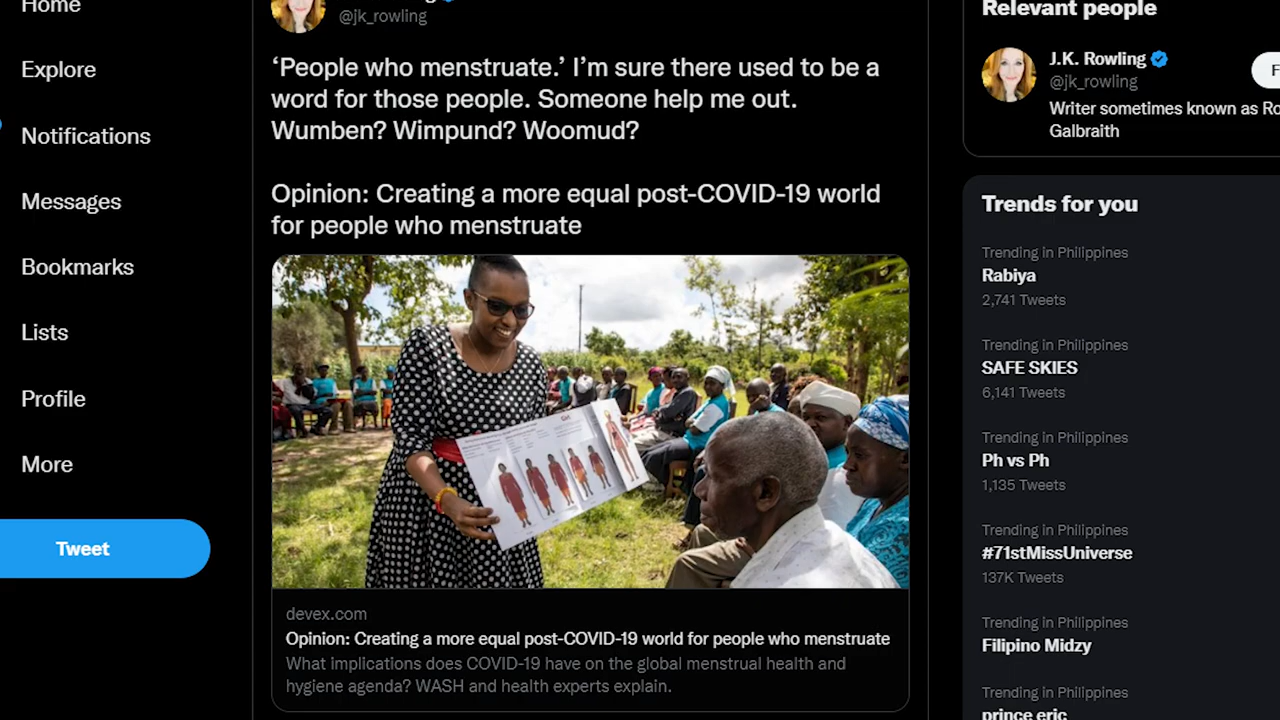 Home
Explore
Notifications
Messages
Bookmarks
Lists
Profile
More
Tweet
@jk_rowling
‘People who menstruate.’ I’m sure there used to be a
word for those people. Someone help me out.
Wumben? Wimpund? Woomud?
Opinion: Creating a more equal post-COVID-19 world
for people who menstruate
Girl
devex.com
Opinion: Creating a more equal post-COVID-19 world for people who menstruate
What implications does COVID-19 have on the global menstrual health and
hygiene agenda? WASH and health experts explain.
Relevant people
J.K. Rowling
@jk_rowling
F
Writer sometimes known as Ro
Galbraith
Trends for you
Trending in Philippines
Rabiya
2,741 Tweets
Trending in Philippines
SAFE SKIES
6,141 Tweets
Trending in Philippines
Ph vs Ph
1,135 Tweets
Trending in Philippines
#71stMissUniverse
137K Tweets
Trending in Philippines
Filipino Midzy
Trending in Philippines
prince eric